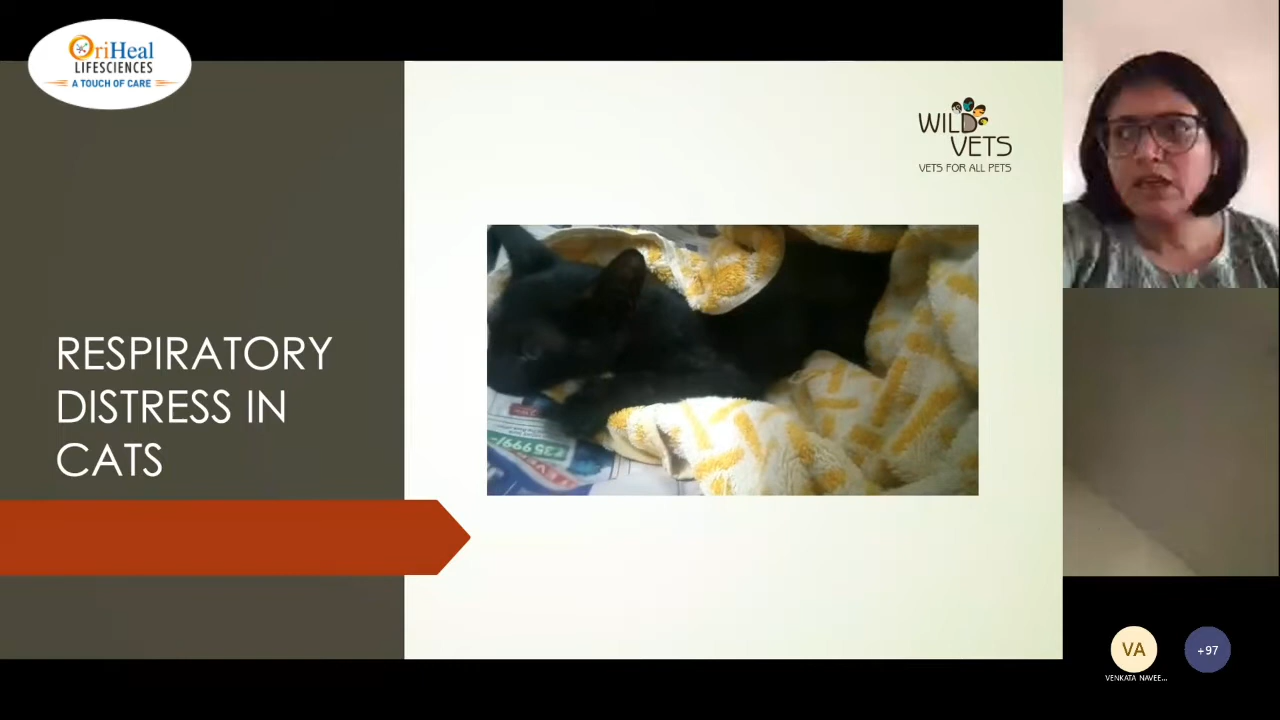 OriHeal
LIFESCIENCES
A TOUCH OF CARE
WILD
VETS
VETS FOR ALL PETS
RESPIRATORY
DISTRESS IN
CATS
₹35999/-
VA
+97
VENKATA NAVEE...